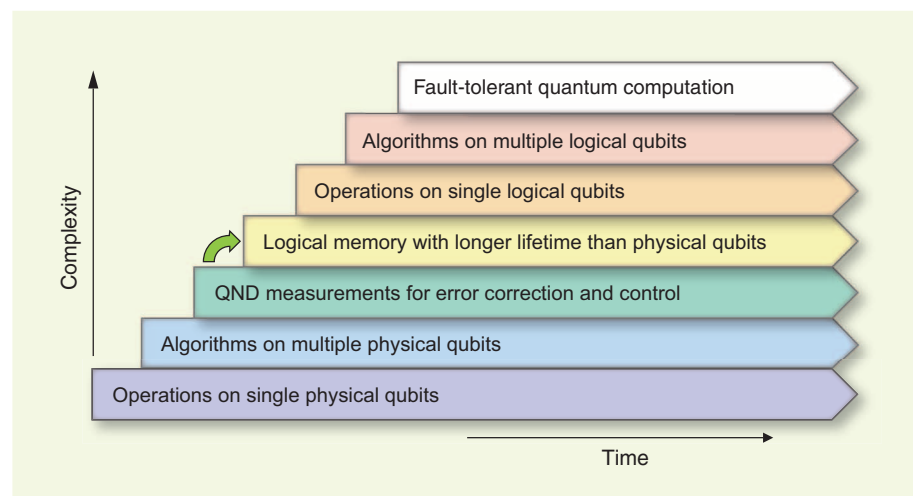 Fault-tolerant quantum computation
Algorithms on multiple logical qubits
Operations on single logical qubits
Logical memory with longer lifetime than physical qubits
QND measurements for error correction and control
Algorithms on multiple physical qubits
Operations on single physical qubits
Complexity
Time